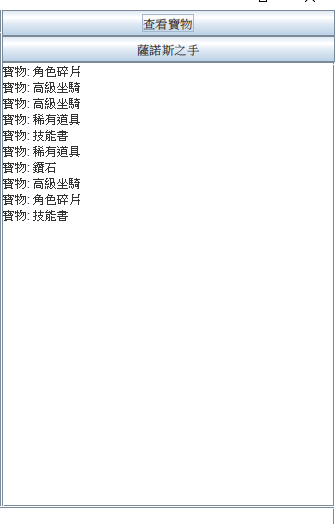 查看寶物
薩諾斯之手
寶物: 角色碎片
寶物: 高級坐騎
寶物: 高級坐騎
寶物: 稀有道具
寶物: 技能書
寶物: 稀有道具
寶物: 鑽石
寶物: 高級坐騎
寶物: 角色碎片
寶物: 技能書